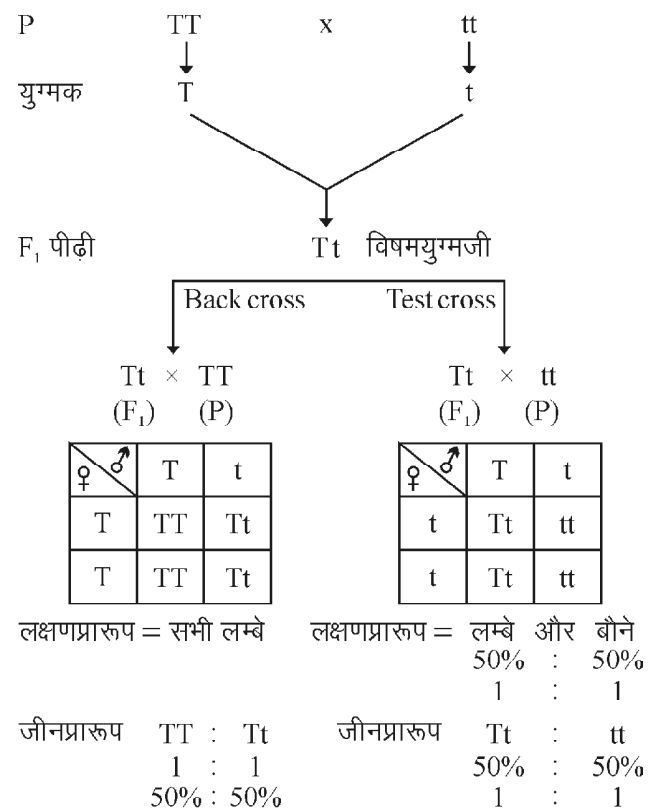 P TT x tt
युग्मक T t
F₁ पीढ़ी Tt विषमयुग्मजी
Back cross Test cross
Tt × TT Tt × tt
(F₁) (P) (F₁) (P)
♀ ♂ T t ♀ ♂ T t
T TT Tt t Tt tt
T TT Tt t Tt tt
लक्षणप्रारूप = सभी लम्बे लक्षणप्रारूप = लम्बे और बौने
50% : 50%
1 : 1
जीनप्रारूप TT : Tt जीनप्रारूप Tt : tt
1 : 1 50% : 50%
50% : 50% 1 : 1